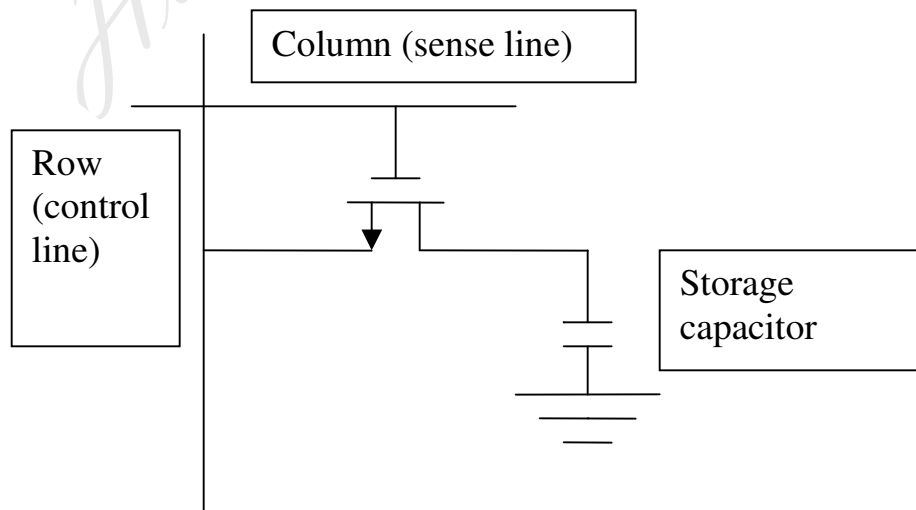 Column (sense line)
Row
(control
line)
Storage
capacitor